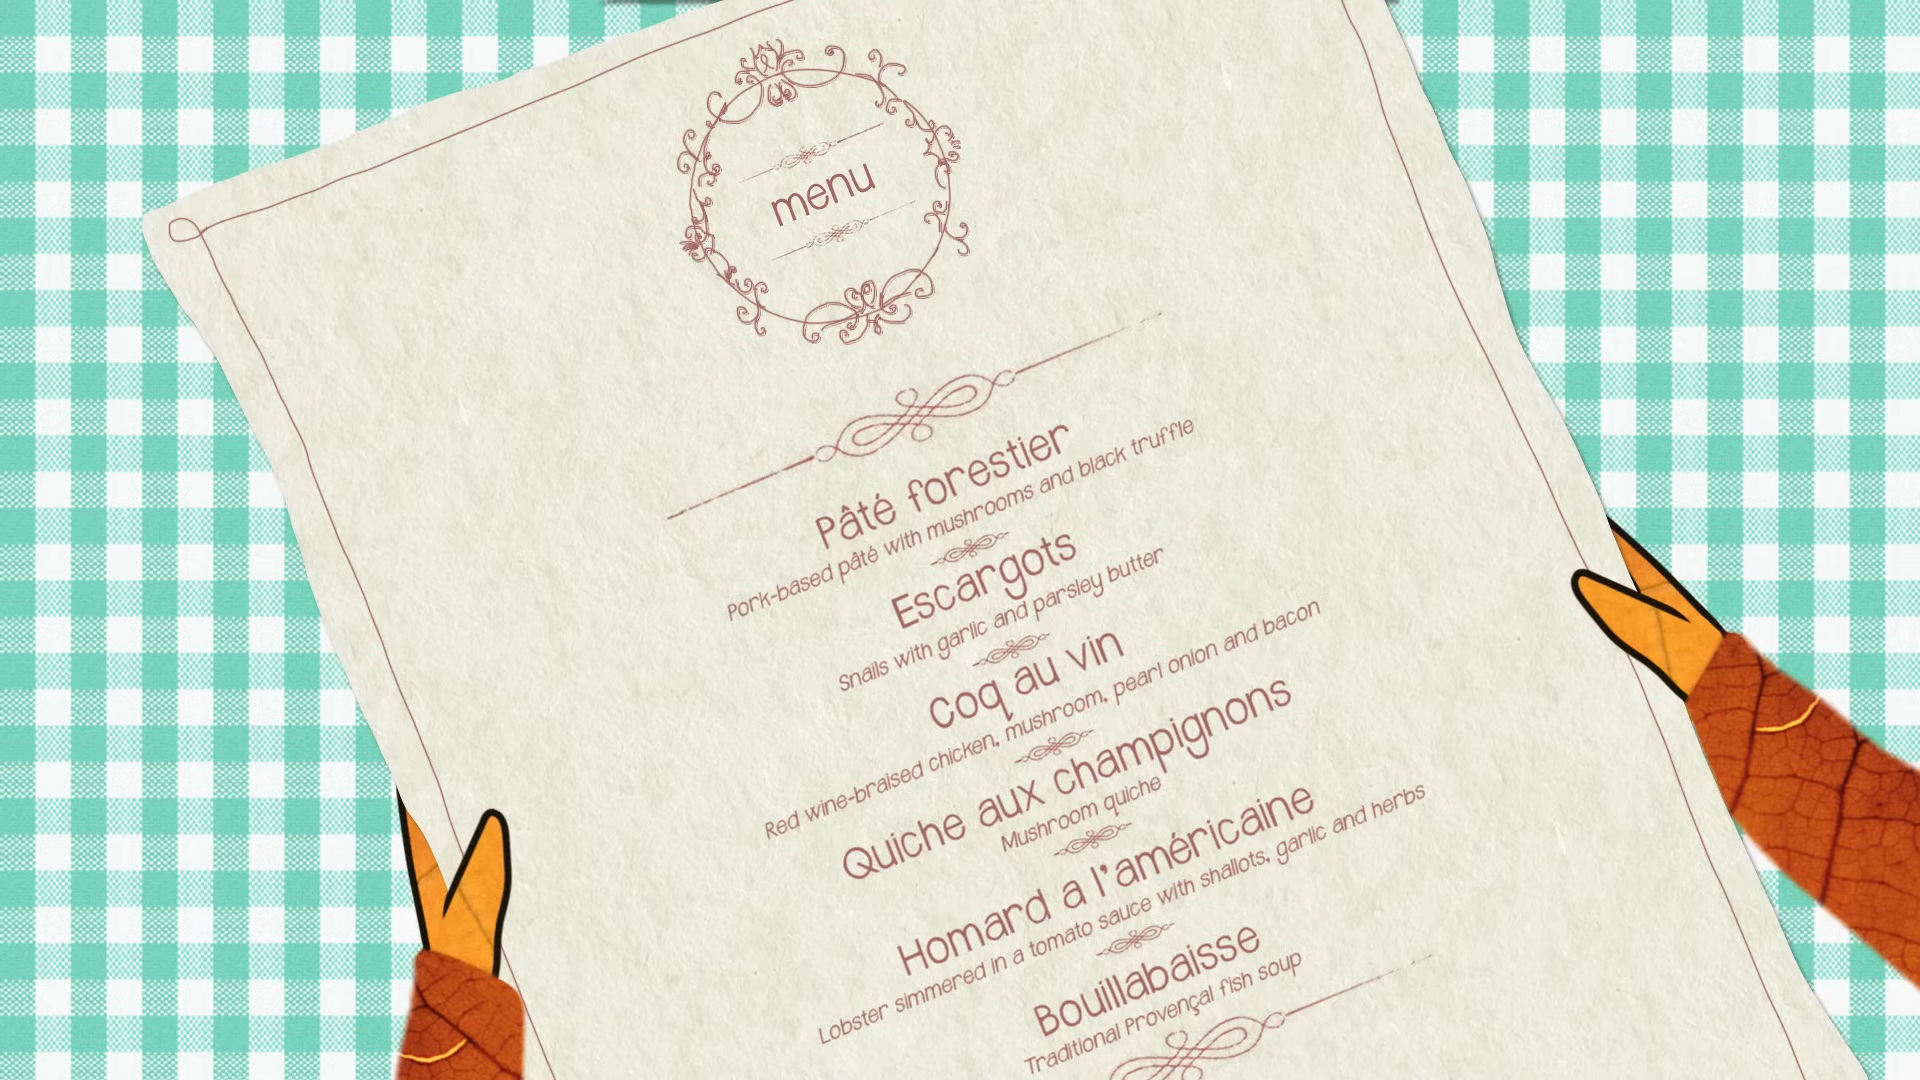 menu
Pâté forestier
Pork-based pâté with mushrooms and black truffle
Escargots
Snails with garlic and parsley butter
Coq au vin
Red wine-braised chicken, mushroom, pearl onion and bacon
Quiche aux champignons
Mushroom quiche
Homard a l'américaine
Lobster simmered in a tomato sauce with shallots, garlic and herbs
Bouillabaisse
Traditional Provençal fish soup